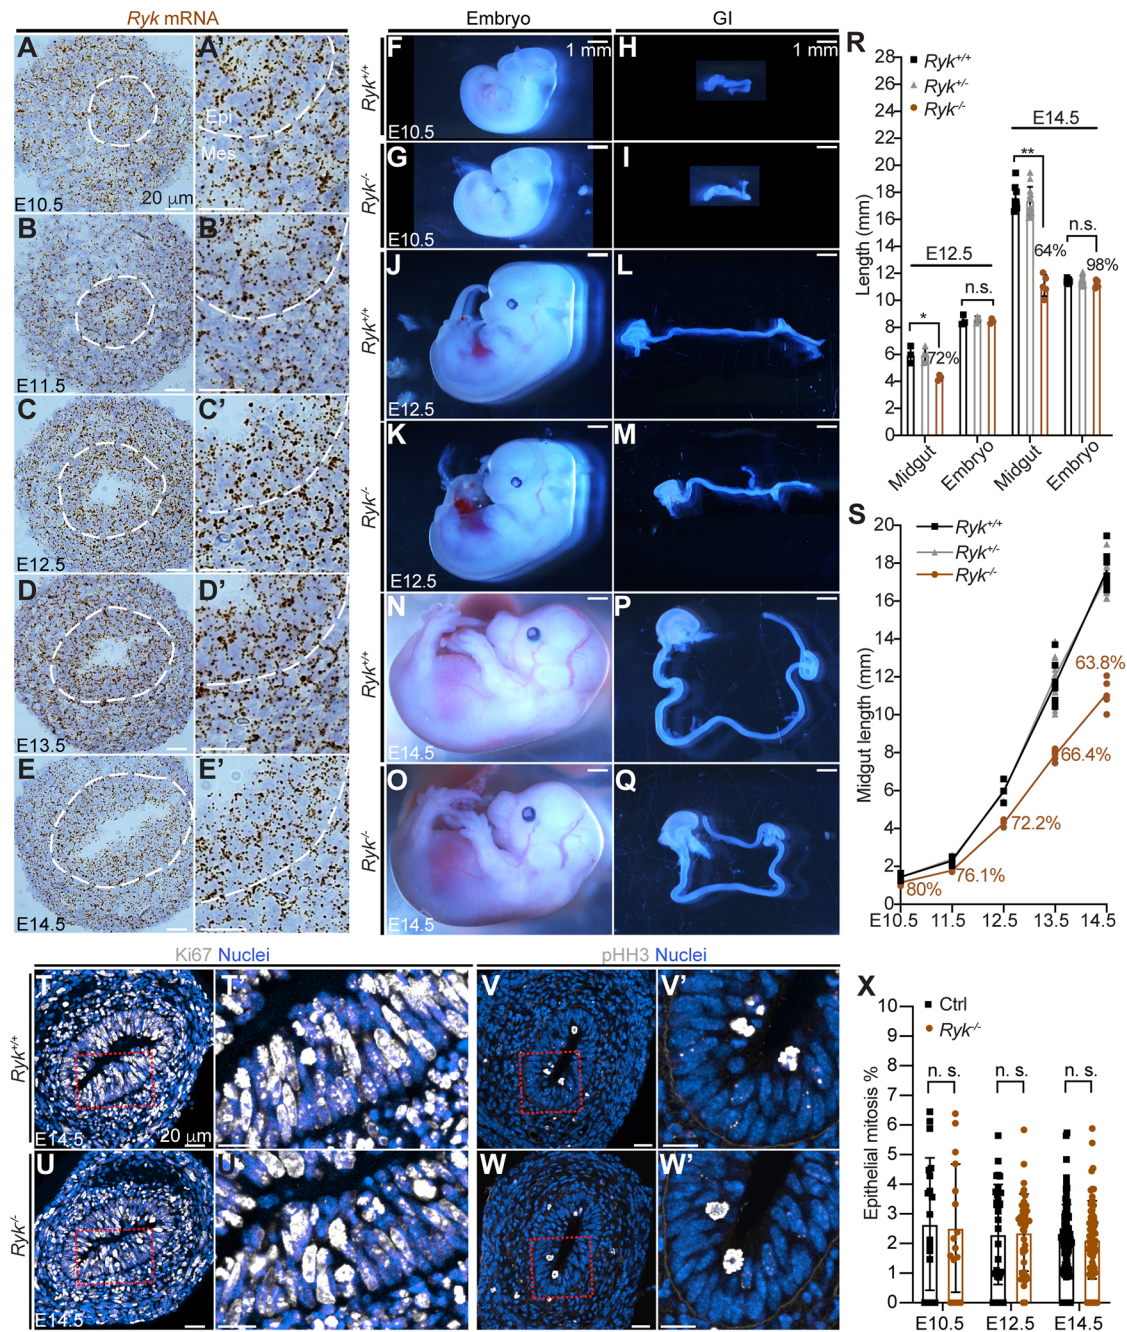 Ryk mRNA
Embryo
GI
A
A'
Epi
Mes
20 µm
E10.5
B
B'
E11.5
C
C'
E12.5
D
D'
E13.5
E
E'
E14.5
Ryk+/+
F
1 mm
E10.5
H
1 mm
Ryk-/-
G
E10.5
I
Ryk+/+
J
E12.5
L
Ryk-/-
K
E12.5
M
Ryk+/+
N
E14.5
P
Ryk-/-
O
E14.5
Q
R
Ryk+/+
Ryk+/-
Ryk-/-
Length (mm)
28
26
24
22
20
18
16
14
12
10
8
6
4
2
0
E12.5
E14.5
*
72%
n.s.
**
64%
n.s.
98%
Midgut
Embryo
Midgut
Embryo
S
Ryk+/+
Ryk+/-
Ryk-/-
Midgut length (mm)
20
18
16
14
12
10
8
6
4
2
0
80%
76.1%
72.2%
66.4%
63.8%
E10.5 11.5 12.5 13.5 14.5
Ki67 Nuclei
pHH3 Nuclei
Ryk+/+
T
20 µm
E14.5
T'
V
V'
Ryk-/-
U
E14.5
U'
W
W'
X
Ctrl
Ryk-/-
Epithelial mitosis %
10
9
8
7
6
5
4
3
2
1
0
n. s.
n. s.
n. s.
E10.5 E12.5 E14.5